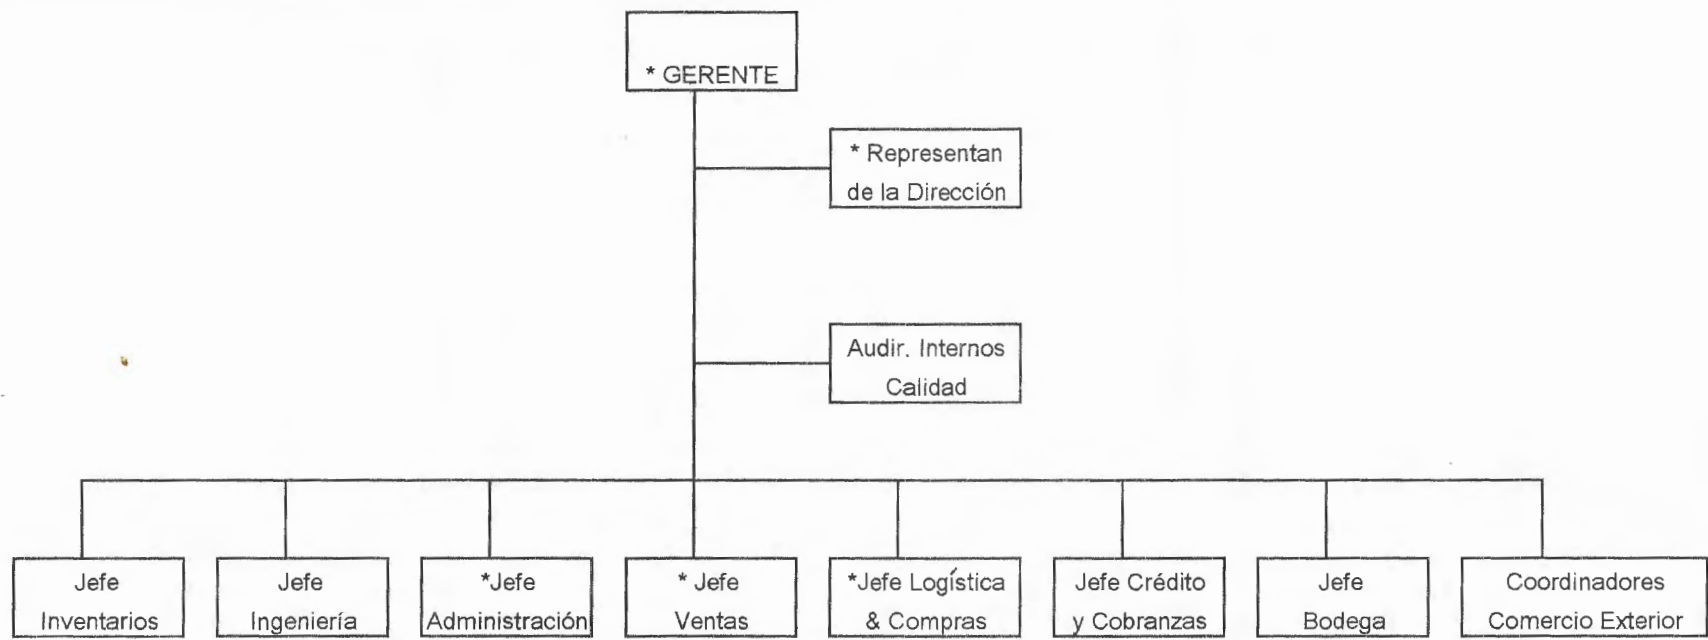 * GERENTE
* Representan
de la Dirección
Audir. Internos
Calidad
Jefe
Inventarios
Jefe
Ingeniería
*Jefe
Administración
* Jefe
Ventas
*Jefe Logística
& Compras
Jefe Crédito
y Cobranzas
Jefe
Bodega
Coordinadores
Comercio Exterior